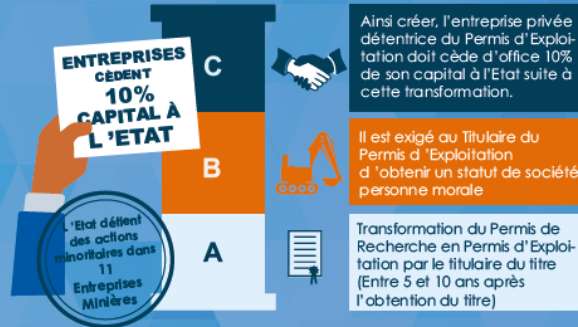 ENTREPRISES
CÈDENT
10%
CAPITAL À
L 'ETAT
C
Ainsi créer, l'entreprise privée
détentrice du Permis d'Exploi-
tation doit cède d'office 10%
de son capital à l'Etat suite à
cette transformation.
B
Il est exigé au Titulaire du
Permis d 'Exploitation
d 'obtenir un statut de société
personne morale
L 'Etat détient
des actions
minoritaires dans
11
Entreprises
Minières
A
Transformation du Permis de
Recherche en Permis d'Exploi-
tation par le titulaire du titre
(Entre 5 et 10 ans après
l'obtention du titre)